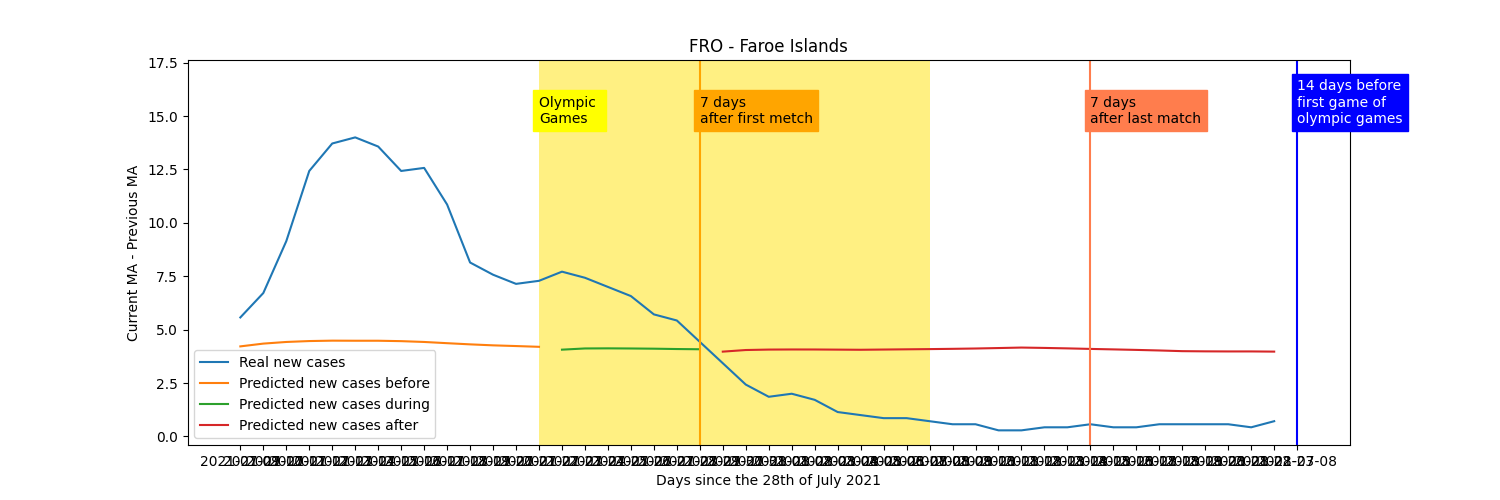 FRO - Faroe Islands
17.5
15.0
12.5
10.0
7.5
5.0
2.5
0.0
Current MA - Previous MA
Olympic
Games
7 days
after first metch
7 days
after last match
14 days before
first game of
olympic games
Real new cases
Predicted new cases before
Predicted new cases during
Predicted new cases after
Days since the 28th of July 2021